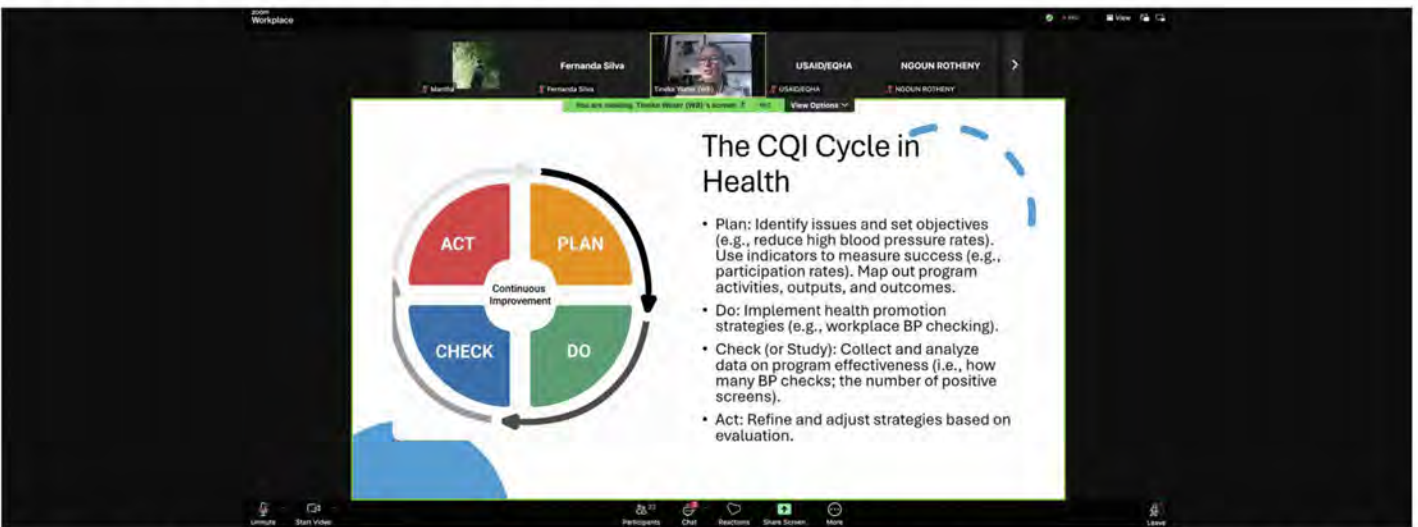 zoom
Workplace
View
Fernanda Silva
USAID/EQHA
NGOUN ROTHENY
Martha
Fernanda Silva
USAID/EQHA
NGOUN ROTHENY
View Options
The CQI Cycle in
Health
ACT
PLAN
Continuous
Improvement
CHECK
DO
• Plan: Identify issues and set objectives
(e.g., reduce high blood pressure rates).
Use indicators to measure success (e.g.,
participation rates). Map out program
activities, outputs, and outcomes.
• Do: Implement health promotion
strategies (e.g., workplace BP checking).
• Check (or Study): Collect and analyze
data on program effectiveness (i.e., how
many BP checks; the number of positive
screens).
• Act: Refine and adjust strategies based on
evaluation.
Unmute
Start Video
Participants
Chat
Reactions
Share Screen
More
Leave